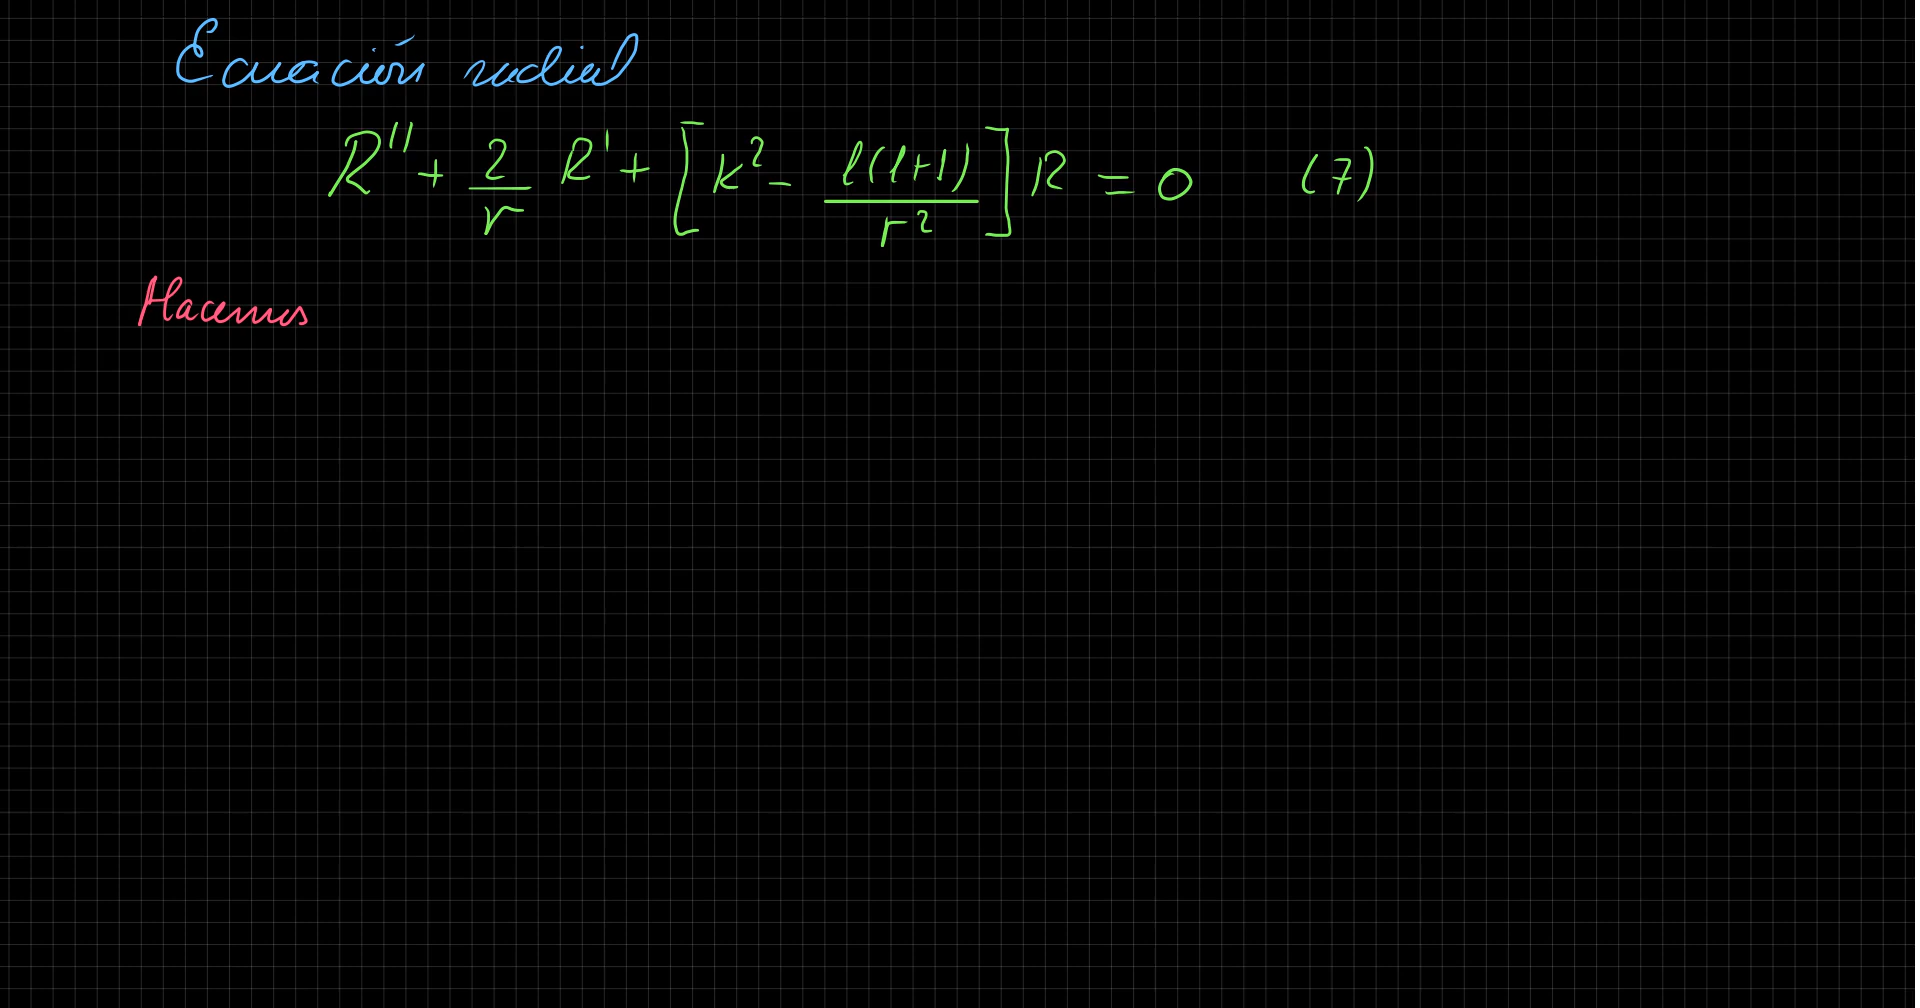 Ecuación radial
R'' + 2/r R' + [k² - l(l+1)/r²] R = 0 (7)
Hacemos